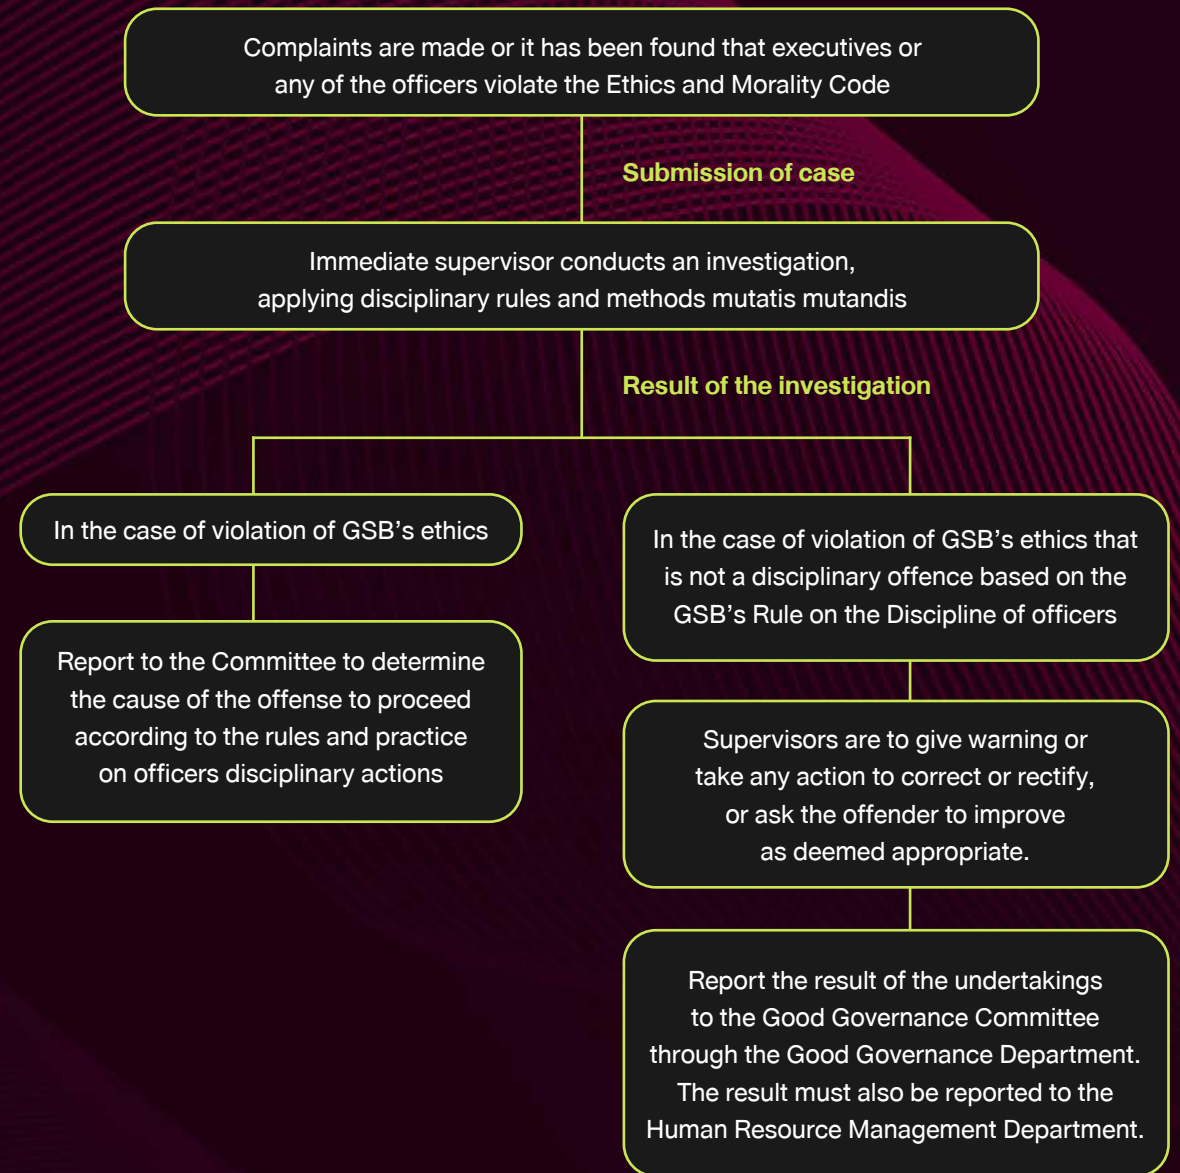 Complaints are made or it has been found that executives or
any of the officers violate the Ethics and Morality Code
Submission of case
Immediate supervisor conducts an investigation,
applying disciplinary rules and methods mutatis mutandis
Result of the investigation
In the case of violation of GSB’s ethics
Report to the Committee to determine
the cause of the offense to proceed
according to the rules and practice
on officers disciplinary actions
In the case of violation of GSB’s ethics that
is not a disciplinary offence based on the
GSB’s Rule on the Discipline of officers
Supervisors are to give warning or
take any action to correct or rectify,
or ask the offender to improve
as deemed appropriate.
Report the result of the undertakings
to the Good Governance Committee
through the Good Governance Department.
The result must also be reported to the
Human Resource Management Department.